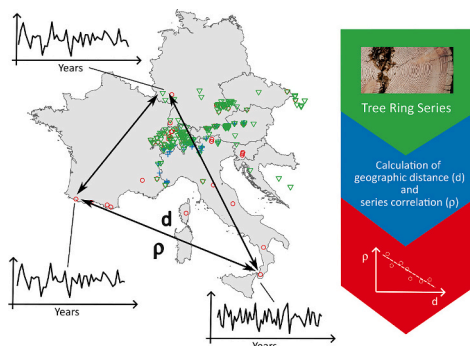 Years
d
ρ
Years
Years
Tree Ring Series
Calculation of
geographic distance (d)
and
series correlation (ρ)
ρ
d